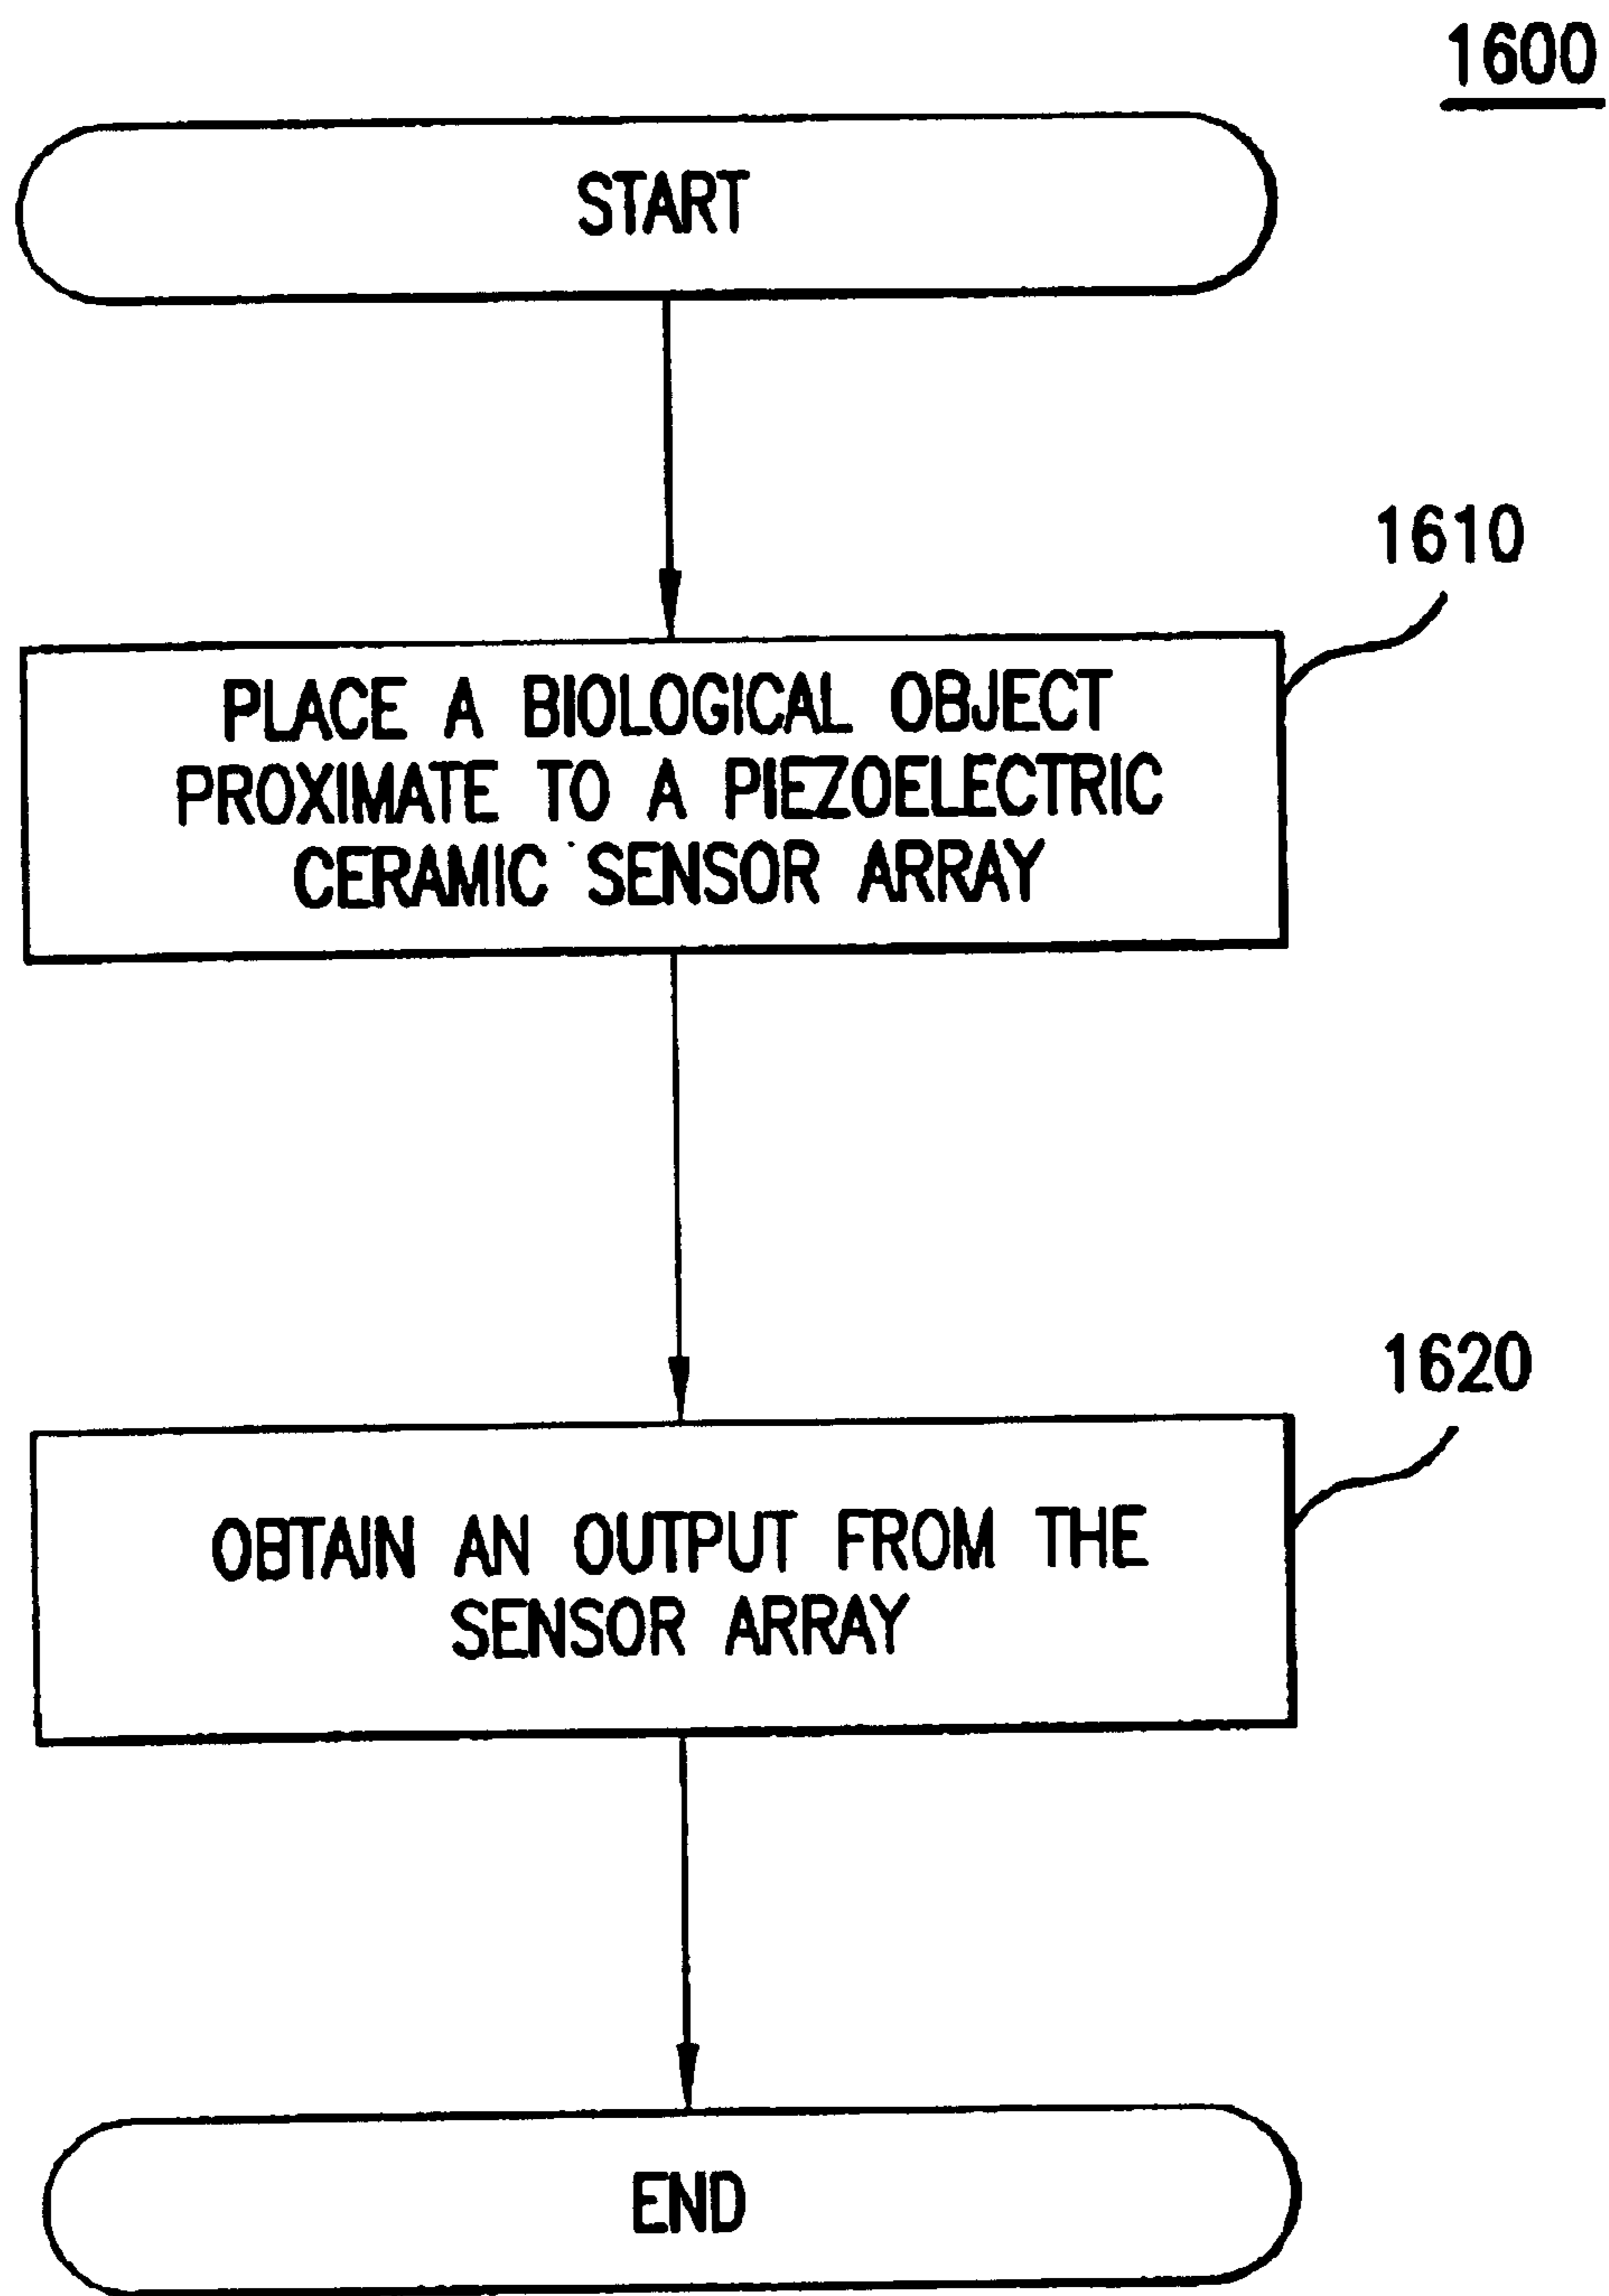 1600
START
1610
PLACE A BIOLOGICAL OBJECT
PROXIMATE TO A PIEZOELECTRIC
CERAMIC SENSOR ARRAY
1620
OBTAIN AN OUTPUT FROM THE
SENSOR ARRAY
END